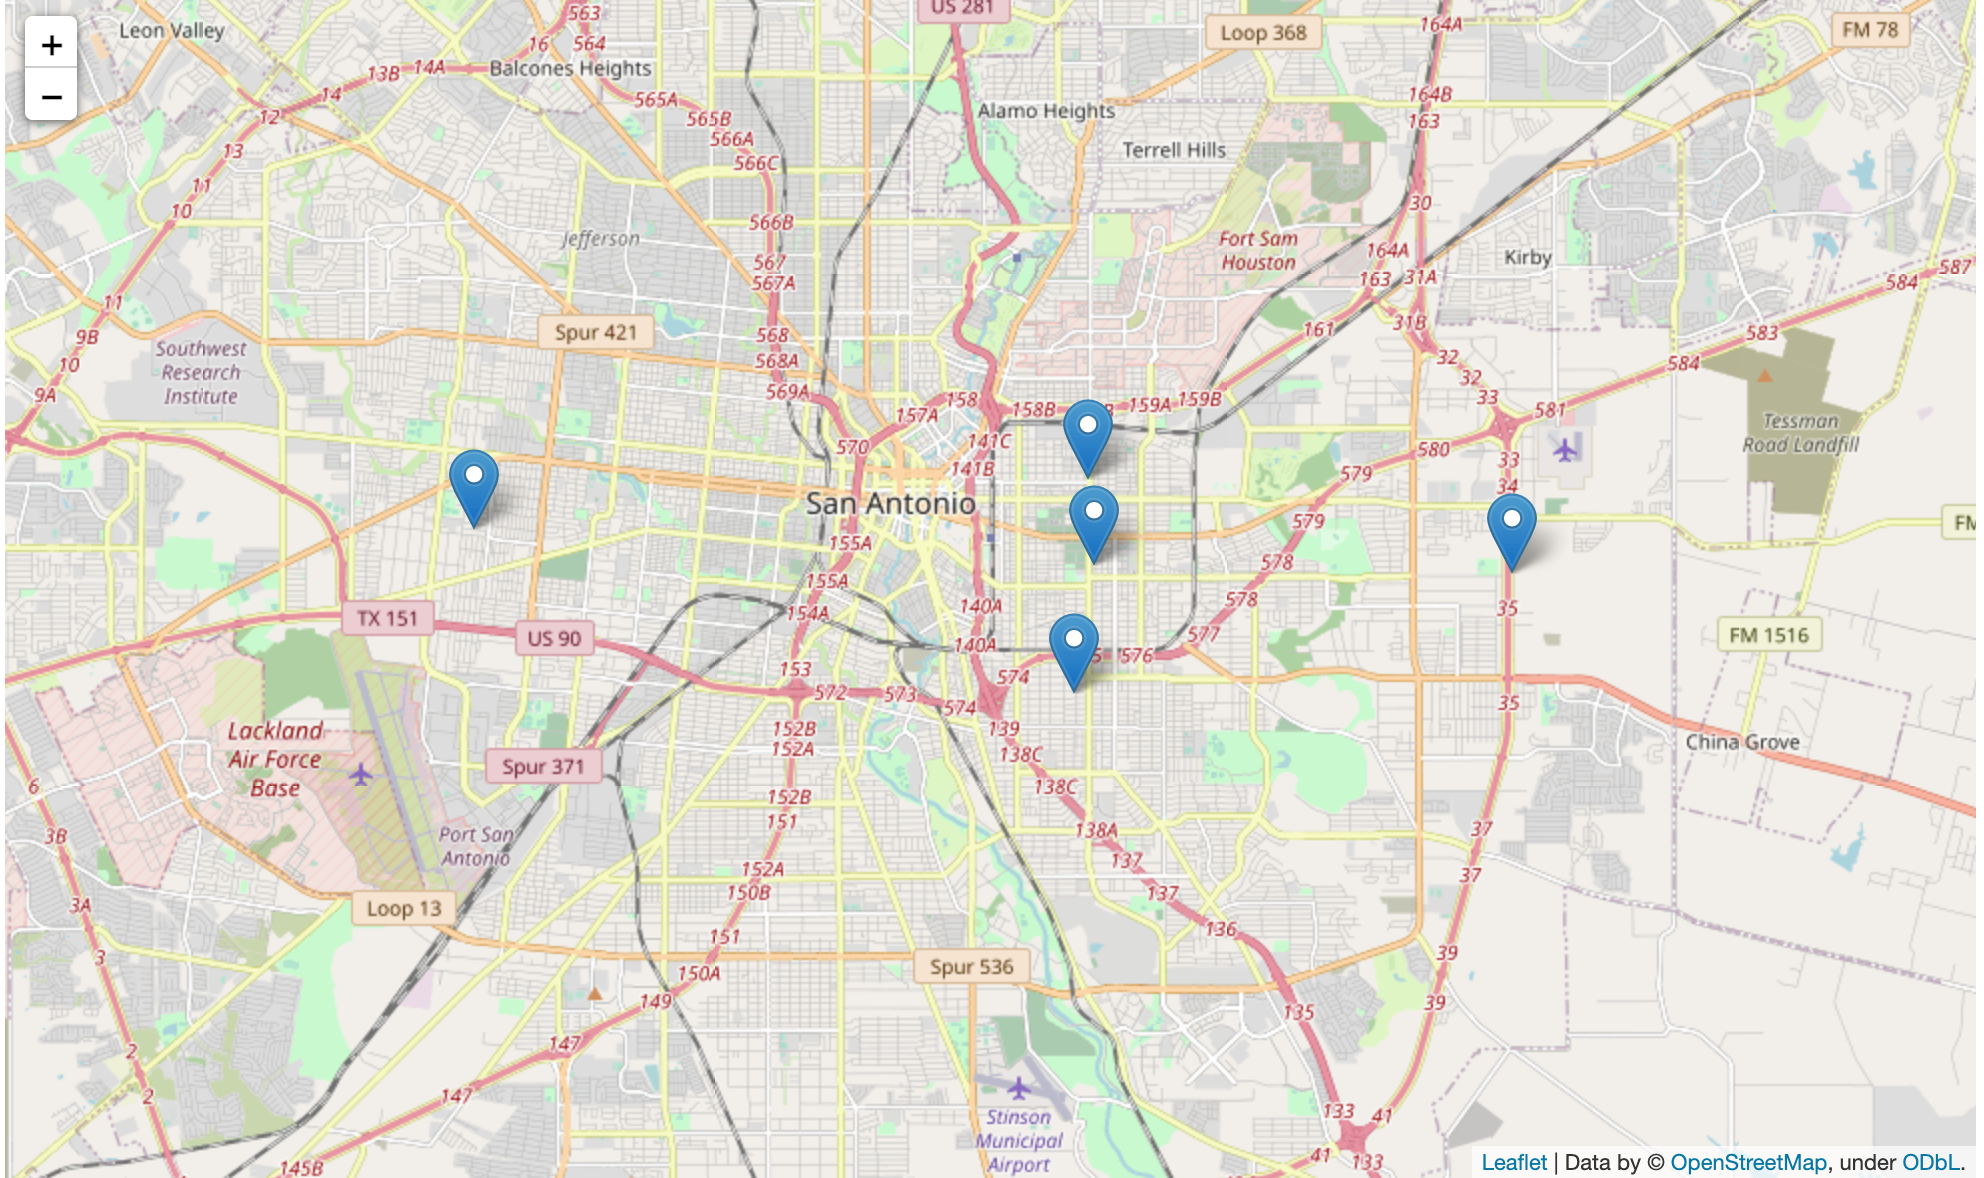 +
−
Leon Valley
563
US 281
Loop 368
164A
FM 78
16
564
13B
14A
Balcones Heights
14
565A
164B
12
565B
Alamo Heights
163
566A
13
566C
Terrell Hills
11
30
10
566B
Jefferson
Fort Sam
Houston
164A
Kirby
567
567A
163
31A
584
587
11
9B
568
Spur 421
161
31B
583
Southwest
Research
Institute
10
568A
32
584
569A
32
9A
158
158B
159A
159B
33
581
157A
Tessman
Road Landfill
570
141C
580
141B
579
33
34
San Antonio
579
FM
155A
578
155A
578
TX 151
154A
140A
35
US 90
577
FM 1516
140A
576
153
572
573
574
574
35
Lackland
Air Force
Base
152B
139
152A
138C
China Grove
Spur 371
6
152B
138C
3B
151
Port San
Antonio
138A
37
137
152A
37
150B
137
3A
Loop 13
136
151
39
3
Spur 536
150A
149
39
135
147
2
2
147
Stinson
Municipal
Airport
133
41
145B
41
133
Leaflet | Data by © OpenStreetMap, under ODbL.